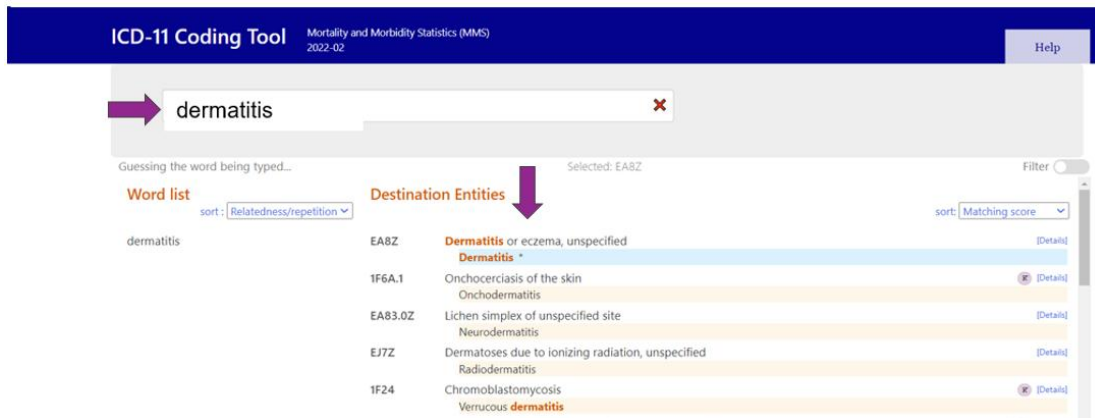 ICD-11 Coding Tool
Mortality and Morbidity Statistics (MMS)
2022-02
Help
dermatitis
Guessing the word being typed...
Selected: EA8Z
Filter
Word list
sort : Relatedness/repetition
Destination Entities
sort: Matching score
dermatitis
EA8Z Dermatitis or eczema, unspecified [Details]
Dermatitis *
1F6A.1 Onchocerciasis of the skin [Details]
Onchodermatitis
EA83.0Z Lichen simplex of unspecified site [Details]
Neurodermatitis
EJ7Z Dermatoses due to ionizing radiation, unspecified [Details]
Radiodermatitis
1F24 Chromoblastomycosis [Details]
Verrucous dermatitis